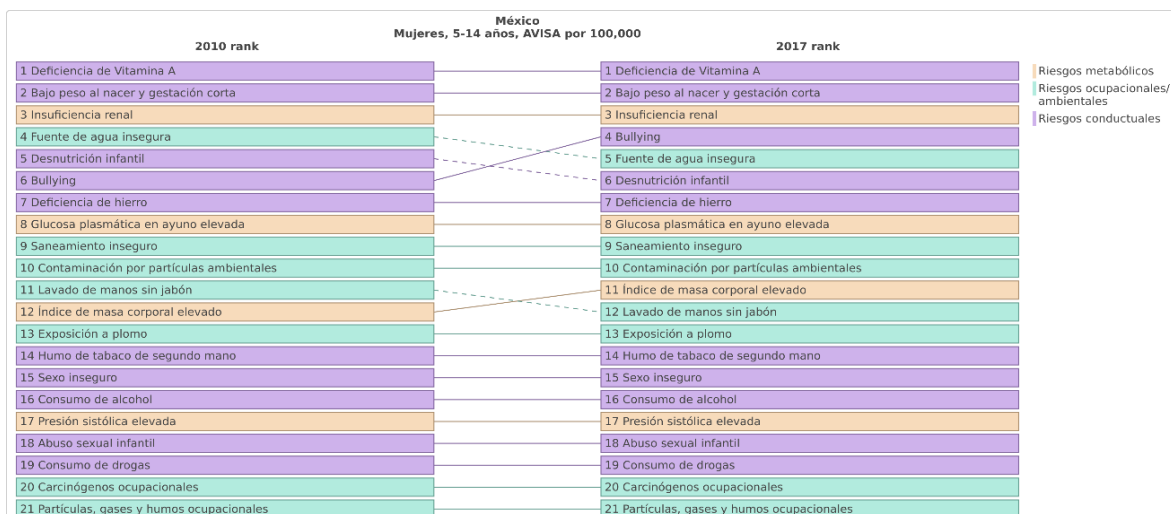 México
Mujeres, 5-14 años, AVISA por 100,000
2010 rank
2017 rank
1 Deficiencia de Vitamina A
2 Bajo peso al nacer y gestación corta
3 Insuficiencia renal
4 Fuente de agua insegura
5 Desnutrición infantil
6 Bullying
7 Deficiencia de hierro
8 Glucosa plasmática en ayuno elevada
9 Saneamiento inseguro
10 Contaminación por partículas ambientales
11 Lavado de manos sin jabón
12 Índice de masa corporal elevado
13 Exposición a plomo
14 Humo de tabaco de segundo mano
15 Sexo inseguro
16 Consumo de alcohol
17 Presión sistólica elevada
18 Abuso sexual infantil
19 Consumo de drogas
20 Carcinógenos ocupacionales
21 Partículas, gases y humos ocupacionales
1 Deficiencia de Vitamina A
2 Bajo peso al nacer y gestación corta
3 Insuficiencia renal
4 Bullying
5 Fuente de agua insegura
6 Desnutrición infantil
7 Deficiencia de hierro
8 Glucosa plasmática en ayuno elevada
9 Saneamiento inseguro
10 Contaminación por partículas ambientales
11 Índice de masa corporal elevado
12 Lavado de manos sin jabón
13 Exposición a plomo
14 Humo de tabaco de segundo mano
15 Sexo inseguro
16 Consumo de alcohol
17 Presión sistólica elevada
18 Abuso sexual infantil
19 Consumo de drogas
20 Carcinógenos ocupacionales
21 Partículas, gases y humos ocupacionales
Riesgos metabólicos
Riesgos ocupacionales/
ambientales
Riesgos conductuales